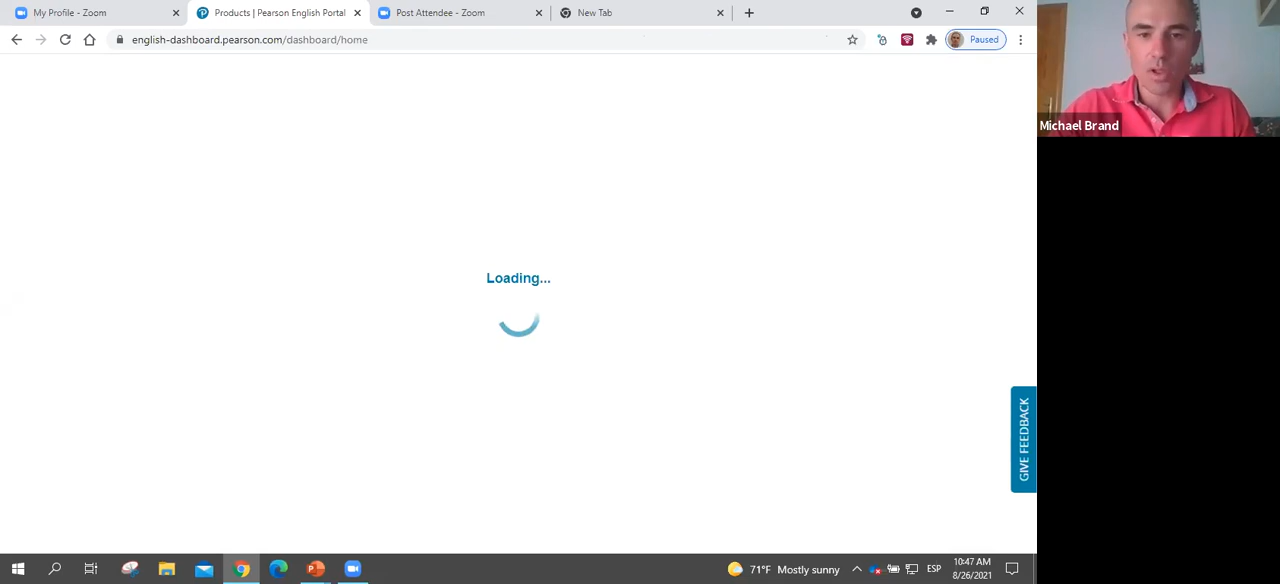 My Profile - Zoom
Products | Pearson English Portal
Post Attendee - Zoom
New Tab
english-dashboard.pearson.com/dashboard/home
Paused
Michael Brand
Loading...
GIVE FEEDBACK
71°F Mostly sunny
ESP
10:47 AM
8/26/2021